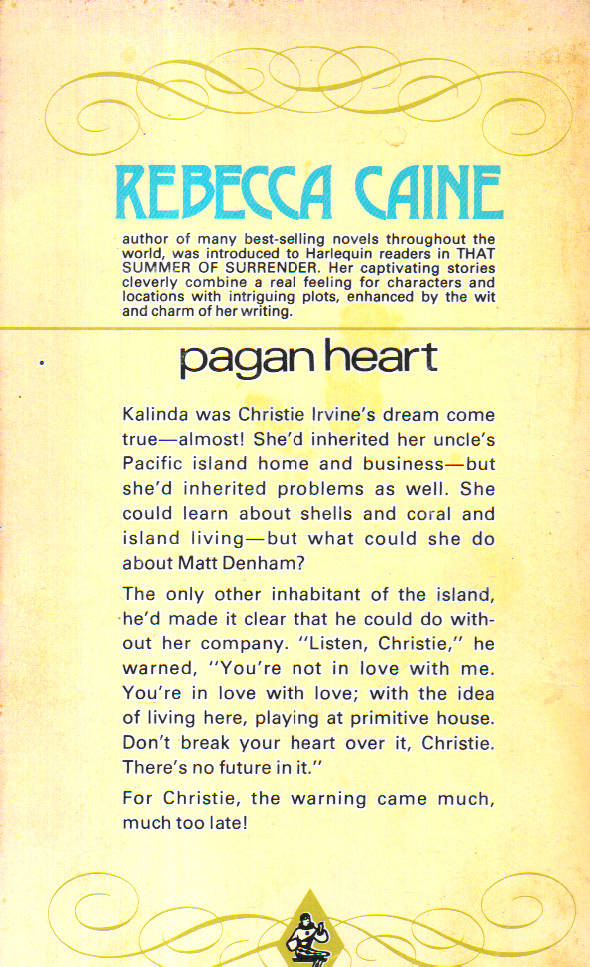 REBECCA CAINE
author of many best-selling novels throughout the
world, was introduced to Harlequin readers in THAT
SUMMER OF SURRENDER. Her captivating stories
cleverly combine a real feeling for characters and
locations with intriguing plots, enhanced by the wit
and charm of her writing.
pagan heart
Kalinda was Christie Irvine's dream come
true—almost! She'd inherited her uncle's
Pacific island home and business—but
she'd inherited problems as well. She
could learn about shells and coral and
island living—but what could she do
about Matt Denham?
The only other inhabitant of the island,
he'd made it clear that he could do with-
out her company. "Listen, Christie," he
warned, "You're not in love with me.
You're in love with love; with the idea
of living here, playing at primitive house.
Don't break your heart over it, Christie.
There's no future in it."
For Christie, the warning came much,
much too late!